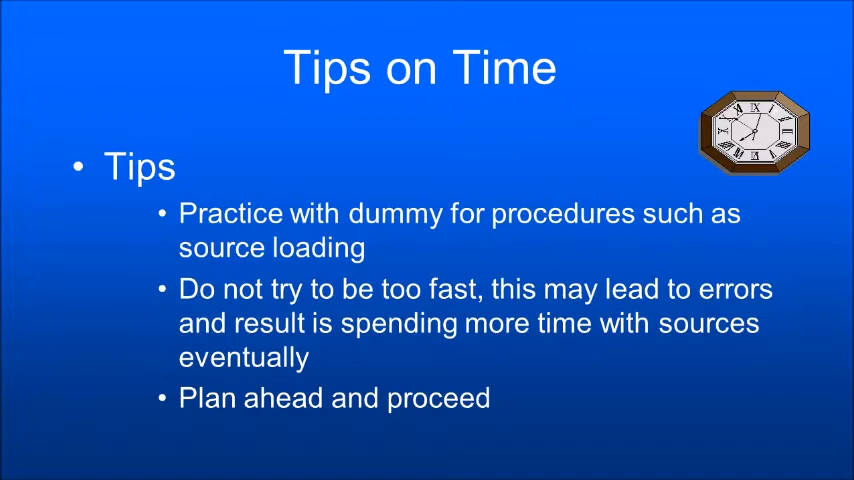 Tips on Time
• Tips
• Practice with dummy for procedures such as
source loading
• Do not try to be too fast, this may lead to errors
and result is spending more time with sources
eventually
• Plan ahead and proceed